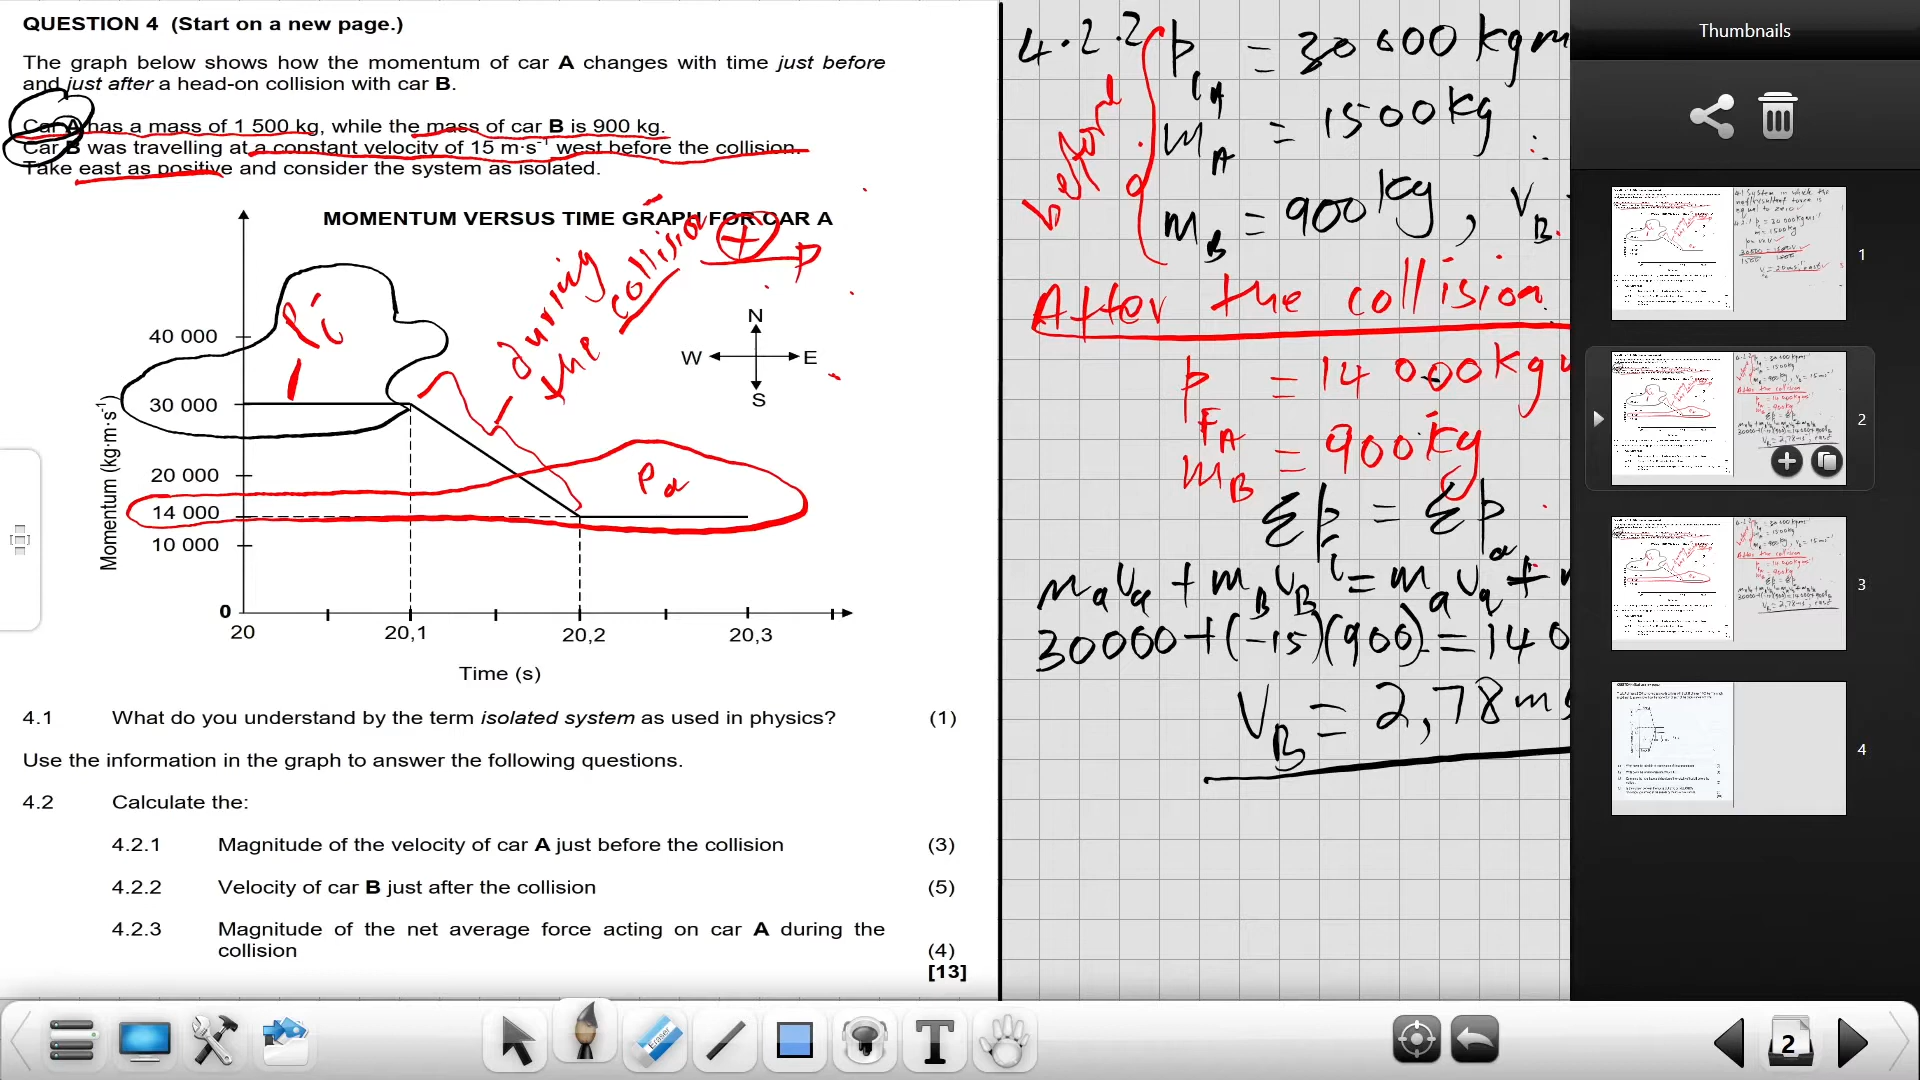 QUESTION 4 (Start on a new page.)
The graph below shows how the momentum of car A changes with time just before
and just after a head-on collision with car B.
Car A has a mass of 1 500 kg, while the mass of car B is 900 kg.
Car B was travelling at a constant velocity of 15 m·s⁻¹ west before the collision.
Take east as positive and consider the system as isolated.
MOMENTUM VERSUS TIME GRAPH FOR CAR A
during
the collision
+
P
Pi
Pa
N
W E
S
Momentum (kg·m·s⁻¹)
40 000
30 000
20 000
14 000
10 000
0
20 20,1 20,2 20,3
Time (s)
4.1 What do you understand by the term isolated system as used in physics? (1)
Use the information in the graph to answer the following questions.
4.2 Calculate the:
4.2.1 Magnitude of the velocity of car A just before the collision (3)
4.2.2 Velocity of car B just after the collision (5)
4.2.3 Magnitude of the net average force acting on car A during the
collision (4)
[13]
4.2.2 P iA = 30 000 kgm
before
mA = 1500 kg
mB = 900 kg, VB
After the collision
P FA = 14 000 kg
mB = 900 kg
Σpi = Σpa
mava + mBVB = mava +
30000 + (-15)(900) = 140
VB = 2,78 ms
Thumbnails
1
2
3
4
Eraser
T
2